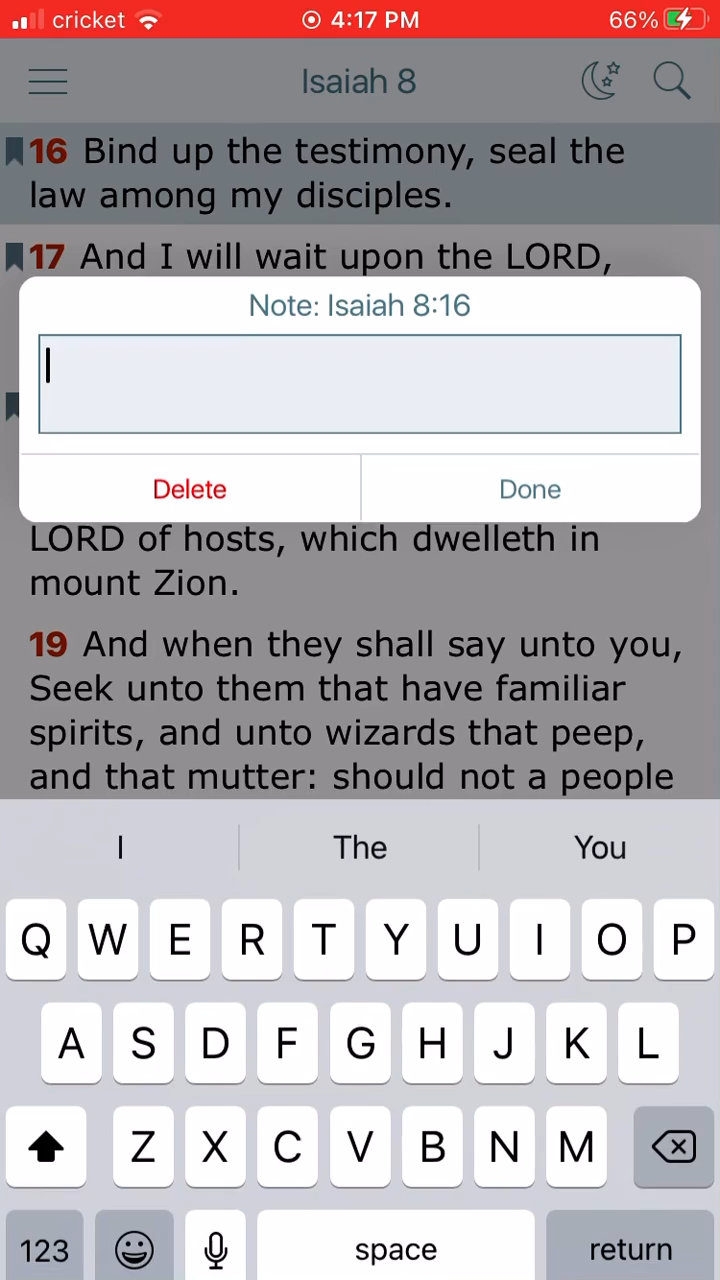 cricket 4:17 PM 66%
Isaiah 8
16 Bind up the testimony, seal the
law among my disciples.
17 And I will wait upon the LORD,
Note: Isaiah 8:16
Delete Done
LORD of hosts, which dwelleth in
mount Zion.
19 And when they shall say unto you,
Seek unto them that have familiar
spirits, and unto wizards that peep,
and that mutter: should not a people
I The You
Q W E R T Y U I O P
A S D F G H J K L
Z X C V B N M
123 space return